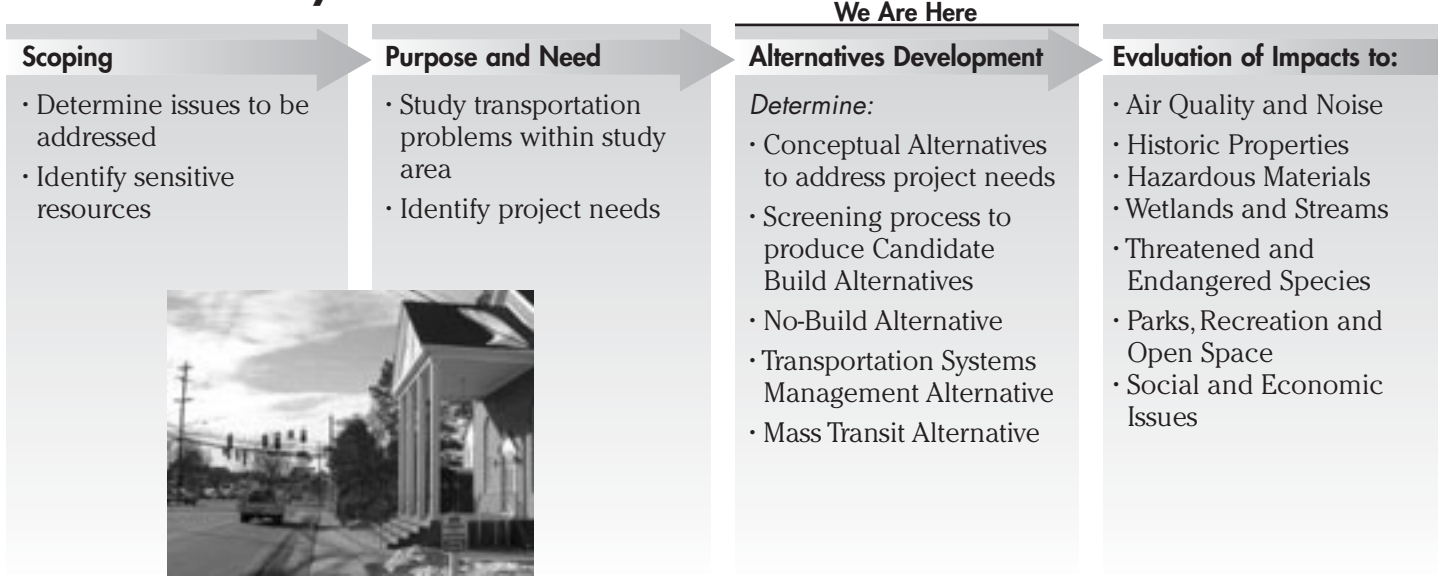 We Are Here
Scoping
· Determine issues to be
addressed
· Identify sensitive
resources
Purpose and Need
· Study transportation
problems within study
area
· Identify project needs
Alternatives Development
Determine:
· Conceptual Alternatives
to address project needs
· Screening process to
produce Candidate
Build Alternatives
· No-Build Alternative
· Transportation Systems
Management Alternative
· Mass Transit Alternative
Evaluation of Impacts to:
· Air Quality and Noise
· Historic Properties
· Hazardous Materials
· Wetlands and Streams
· Threatened and
Endangered Species
· Parks, Recreation and
Open Space
· Social and Economic
Issues